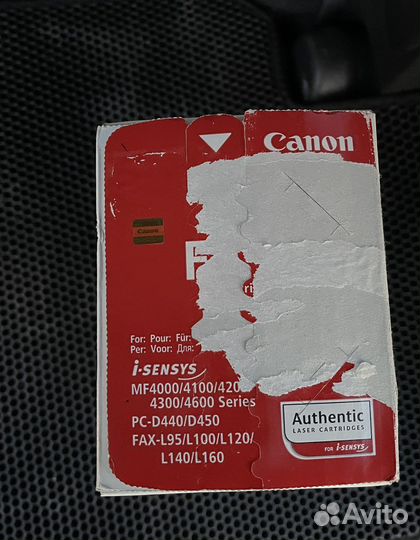 Canon
Canon
F
For: Pour: Für:
Per: Voor: Для:
i-SENSYS
MF4000/4100/420
4300/4600 Series
PC-D440/D450
FAX-L95/L100/L120/
L140/L160
Authentic
LASER CARTRIDGES
FOR i-SENSYS
Avito